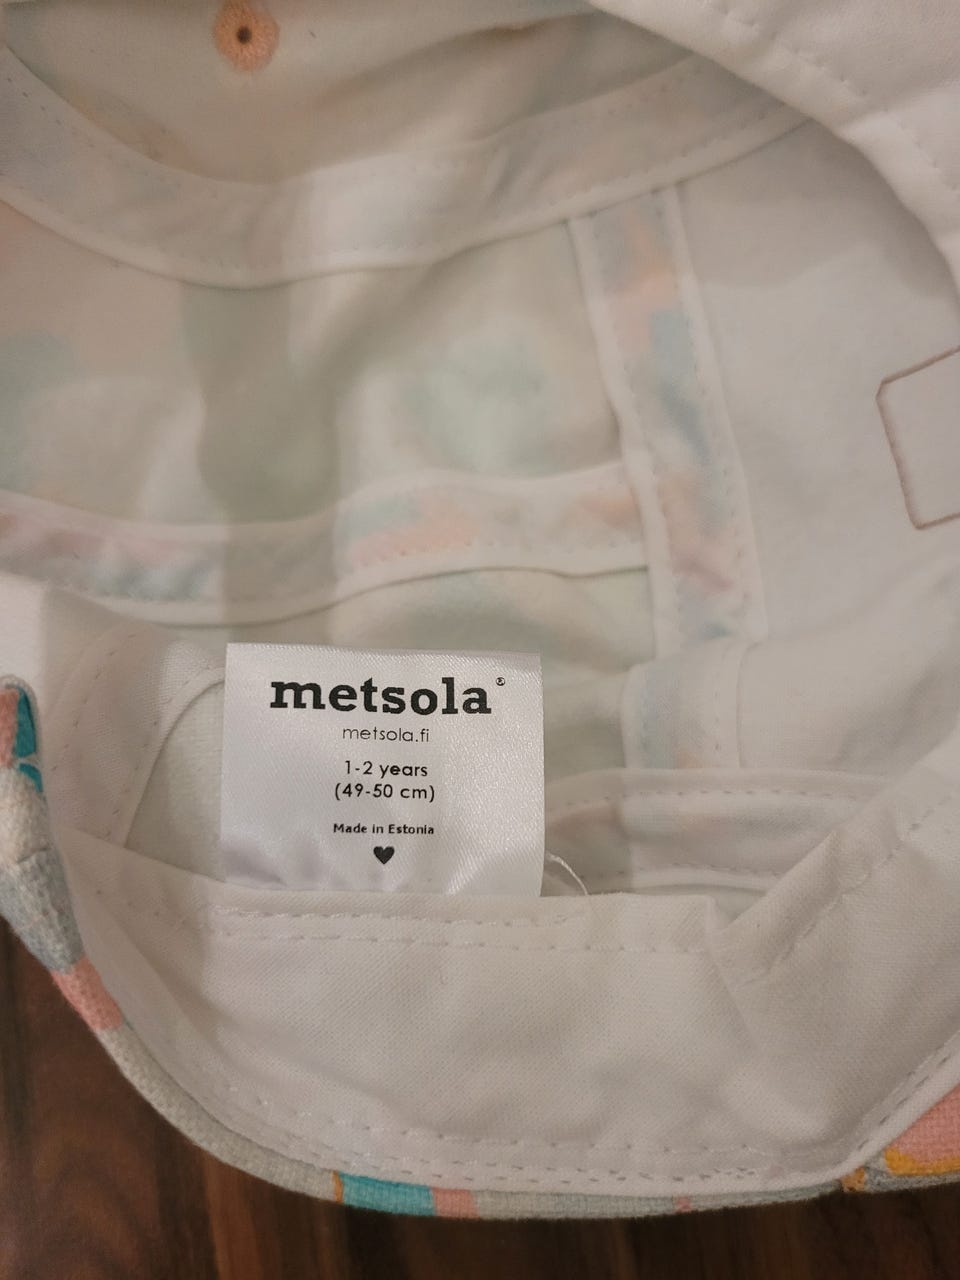 metsola®
metsola.fi
1-2 years
(49-50 cm)
Made in Estonia